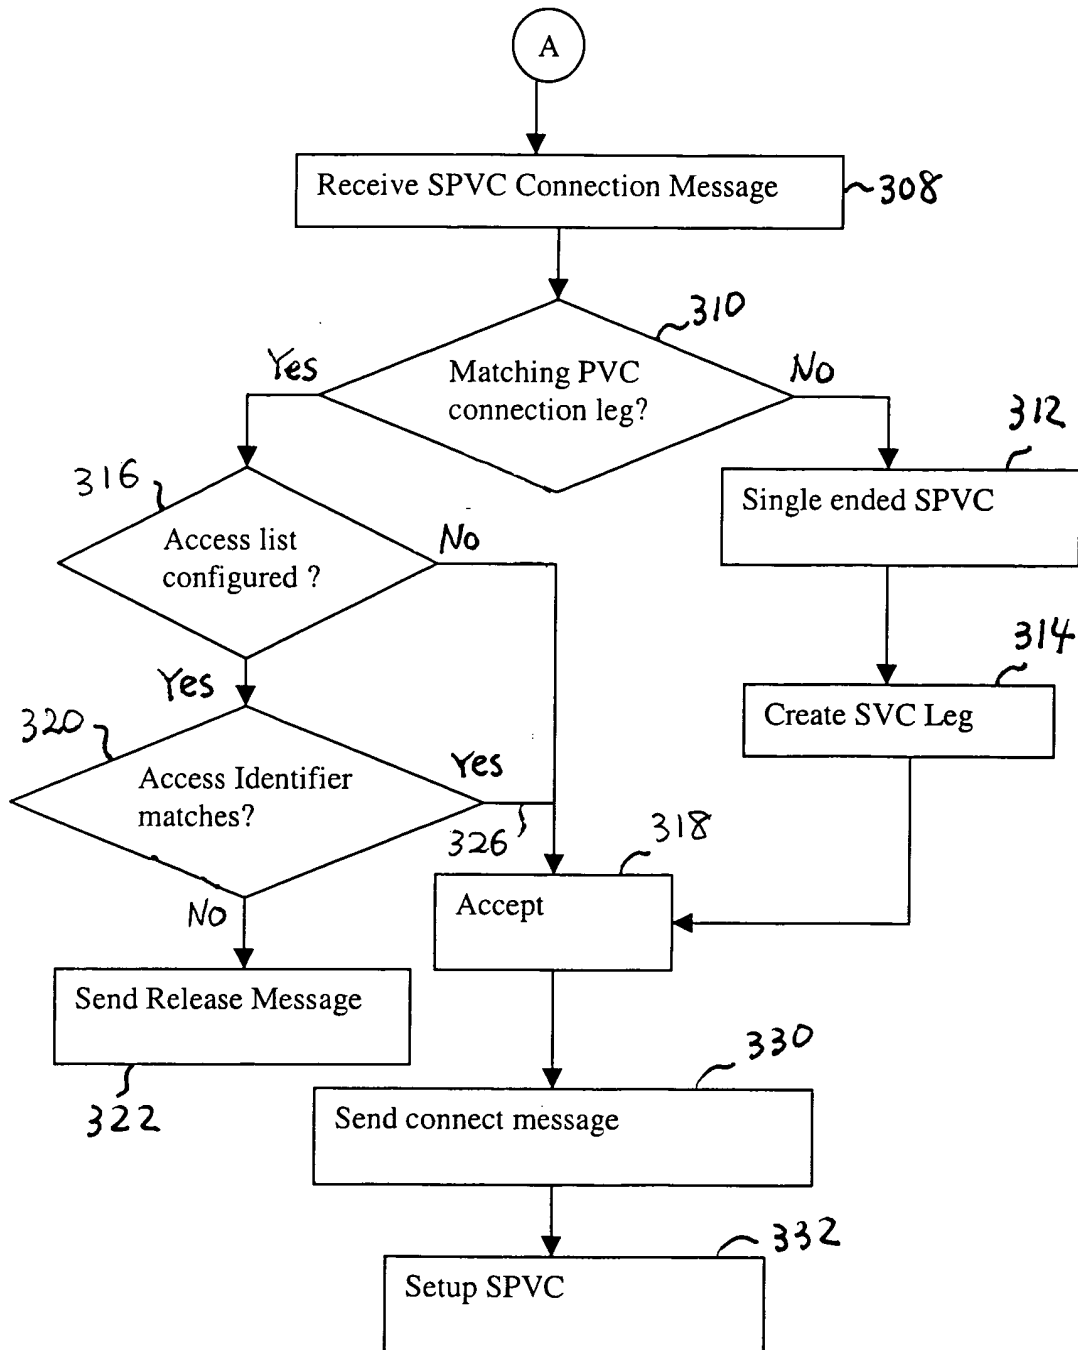 A
Receive SPVC Connection Message
308
310
Yes
Matching PVC
connection leg?
No
312
316
Single ended SPVC
Access list
configured ?
No
314
Yes
Create SVC Leg
320
Access Identifier
matches?
Yes
326
318
Accept
No
Send Release Message
322
330
Send connect message
332
Setup SPVC